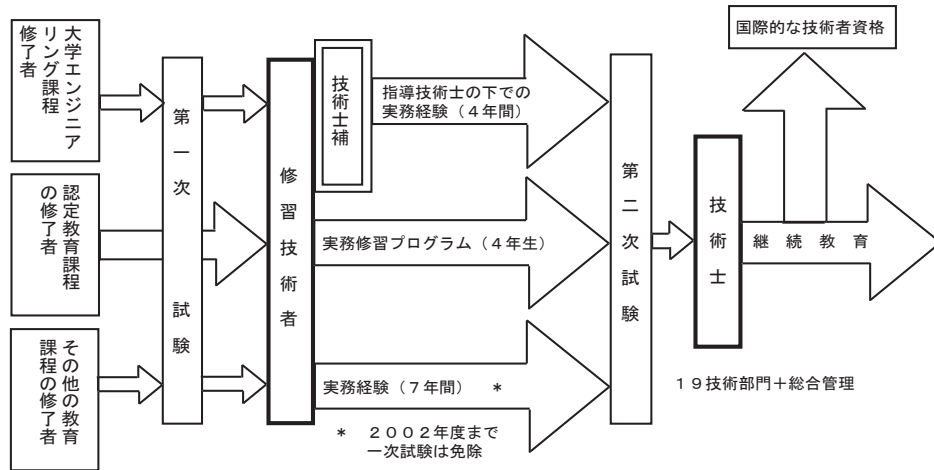 大学エンジニア
リング課程
修了者
認定教育課程
の修了者
その他の教育
課程の修了者
第一次 試験
修習技術者
技術士補
指導技術士の下での
実務経験（４年間）
実務修習プログラム（４年生）
実務経験（７年間） *
* ２００２年度まで
一次試験は免除
第二次試験
技術士
継続教育
国際的な技術者資格
１９技術部門＋総合管理